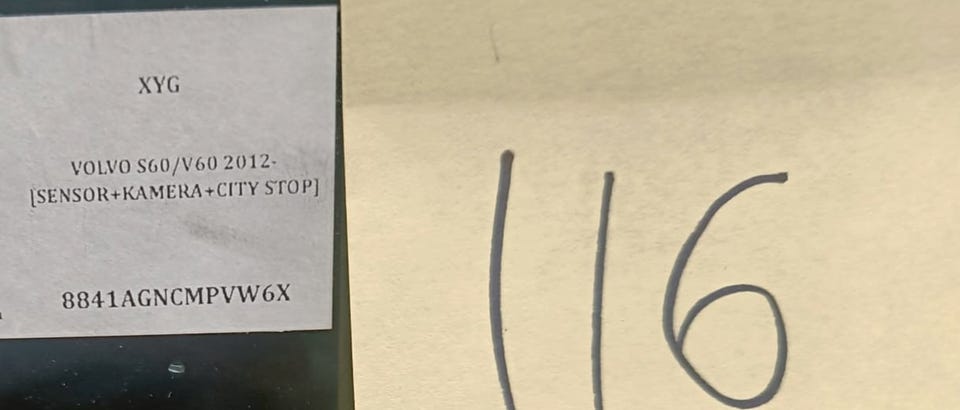 XYG
VOLVO S60/V60 2012-
[SENSOR+KAMERA+CITY STOP]
8841AGNCMPVW6X
116